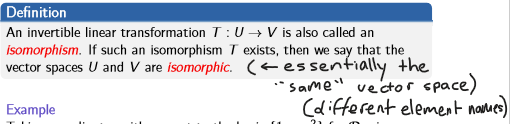 Definition
An invertible linear transformation T : U → V is also called an
isomorphism. If such an isomorphism T exists, then we say that the
vector spaces U and V are isomorphic. (← essentially the
"same" vector space)
(different element names)
Example